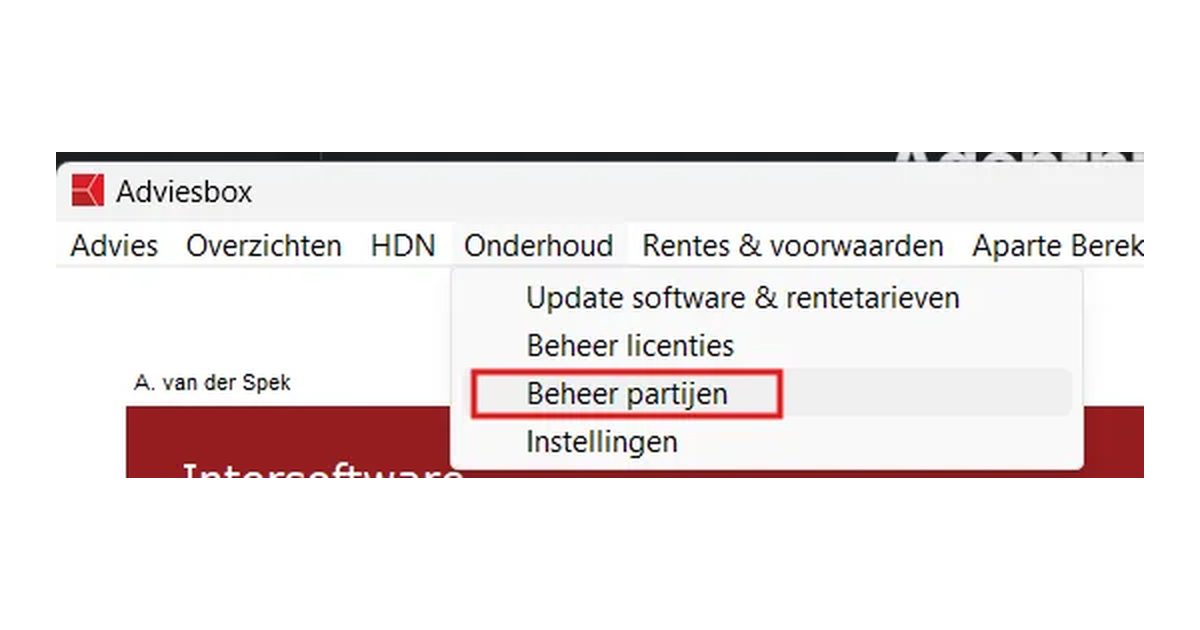 Adviesbox
Advies Overzichten HDN Onderhoud Rentes & voorwaarden Aparte Berek
Update software & rentetarieven
Beheer licenties
Beheer partijen
Instellingen
A. van der Spek
Intersoftware